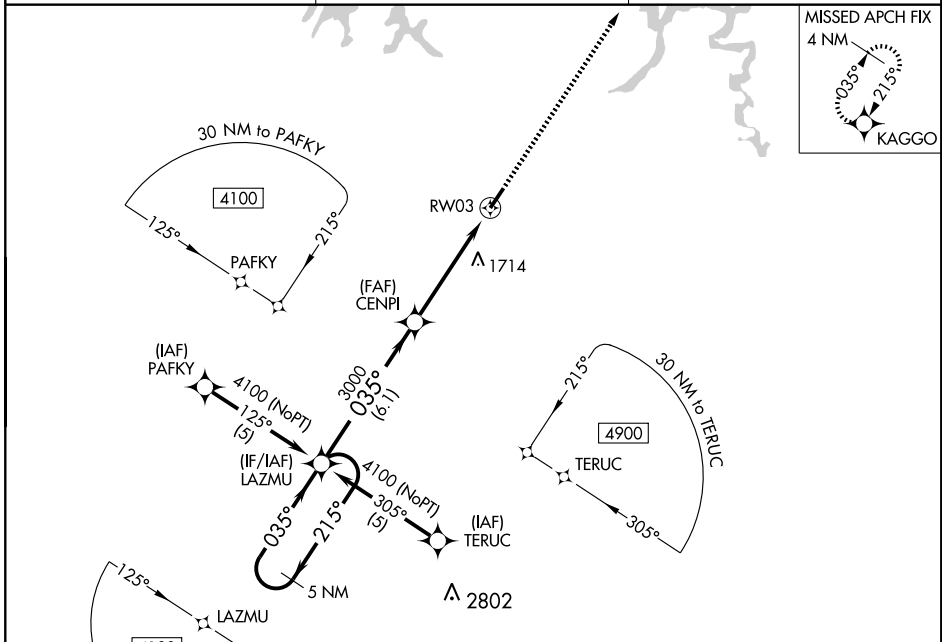 MISSED APCH FIX
4 NM
035°
215°
KAGGO
30 NM to PAFKY
4100
125°
215°
PAFKY
RW03
1714
(FAF)
CENPI
(IAF)
PAFKY
4100 (NoPT)
125°
(5)
3000
035°
(6.1)
30 NM to TERUC
215°
4900
TERUC
305°
(IF/IAF)
LAZMU
4100 (NoPT)
305°
(5)
(IAF)
TERUC
035°
215°
5 NM
2802
125°
LAZMU